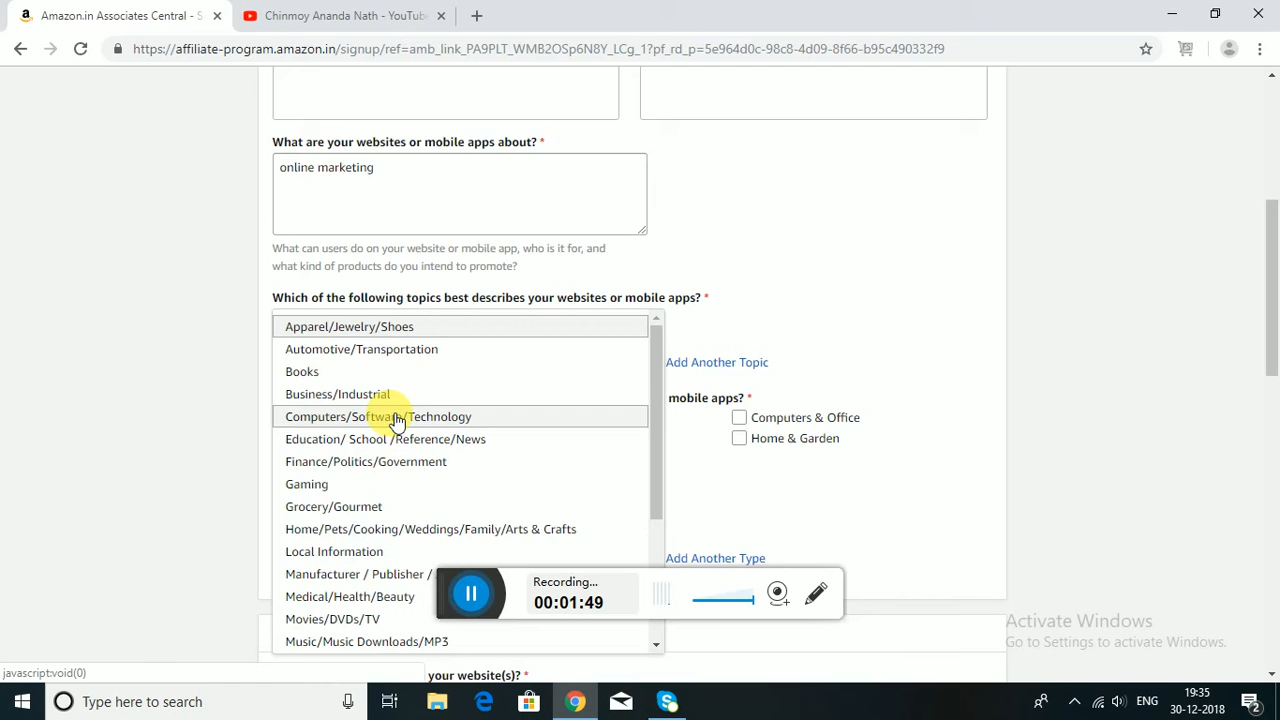 Amazon.in Associates Central - S
Chinmoy Ananda Nath - YouTube
https://affiliate-program.amazon.in/signup/ref=amb_link_PA9PLT_WMB2OSp6N8Y_LCg_1?pf_rd_p=5e964d0c-98c8-4d09-8f66-b95c490332f9
What are your websites or mobile apps about? *
online marketing
What can users do on your website or mobile app, who is it for, and
what kind of products do you intend to promote?
Which of the following topics best describes your websites or mobile apps? *
Apparel/Jewelry/Shoes
Automotive/Transportation
Books
Business/Industrial
Computers/Software/Technology
Education/ School /Reference/News
Finance/Politics/Government
Gaming
Grocery/Gourmet
Home/Pets/Cooking/Weddings/Family/Arts & Crafts
Local Information
Manufacturer / Publisher /
Medical/Health/Beauty
Movies/DVDs/TV
Music/Music Downloads/MP3
Add Another Topic
mobile apps? *
Computers & Office
Home & Garden
Add Another Type
Recording...
00:01:49
Activate Windows
Go to Settings to activate Windows.
javascript:void(0)
your website(s)? *
Type here to search
ENG
19:35
30-12-2018
2